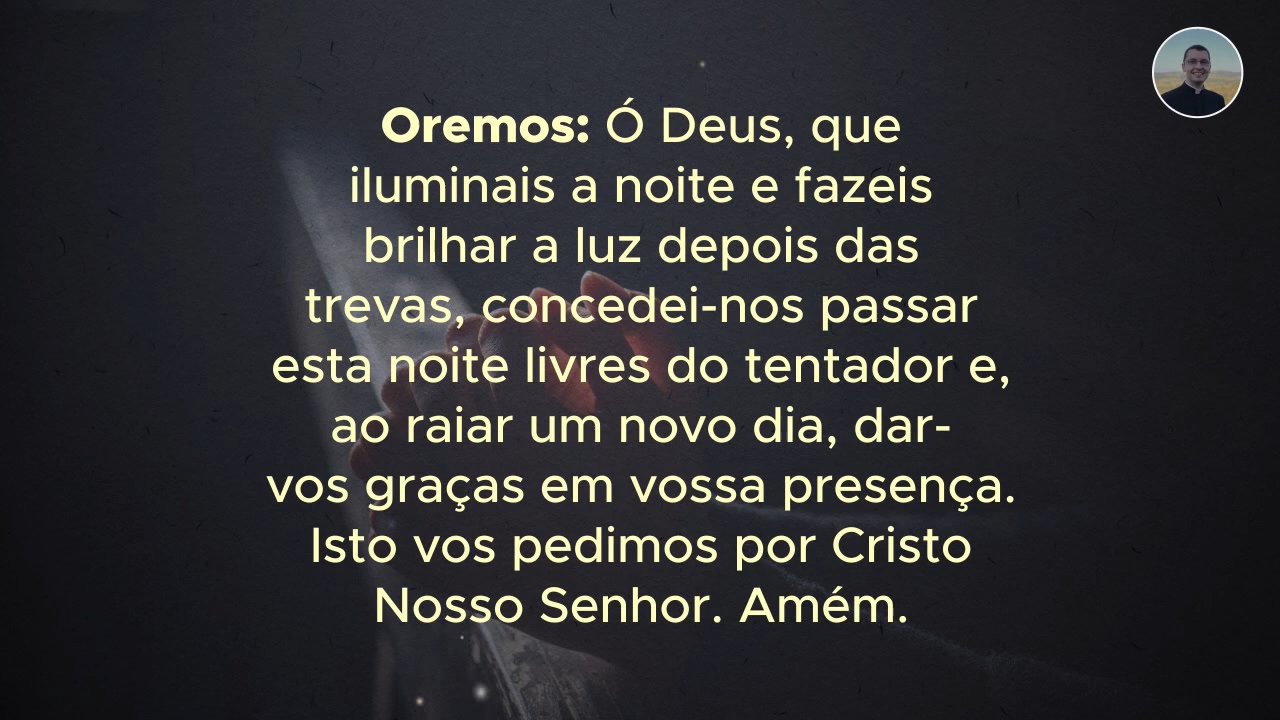 Oremos: Ó Deus, que
iluminais a noite e fazeis
brilhar a luz depois das
trevas, concedei-nos passar
esta noite livres do tentador e,
ao raiar um novo dia, dar-
vos graças em vossa presença.
Isto vos pedimos por Cristo
Nosso Senhor. Amém.